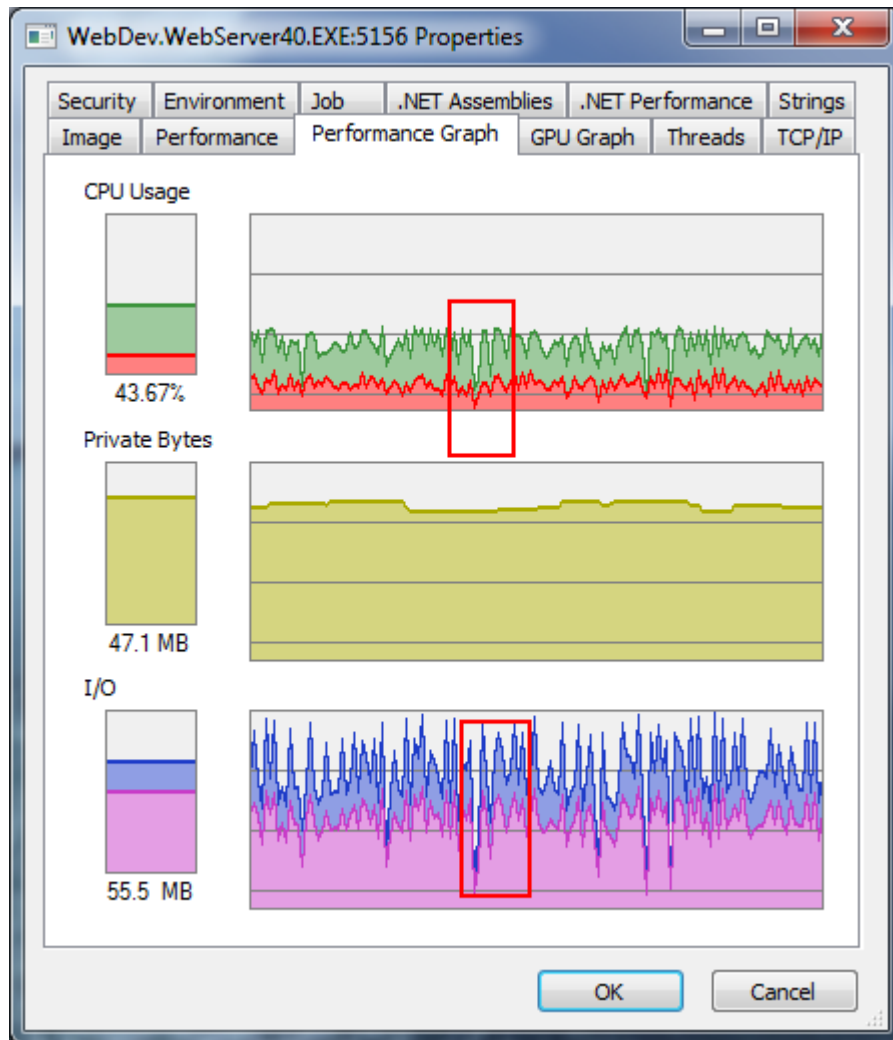 WebDev.WebServer40.EXE:5156 Properties
Security Environment Job .NET Assemblies .NET Performance Strings
Image Performance Performance Graph GPU Graph Threads TCP/IP
CPU Usage
43.67%
Private Bytes
47.1 MB
I/O
55.5 MB
OK Cancel